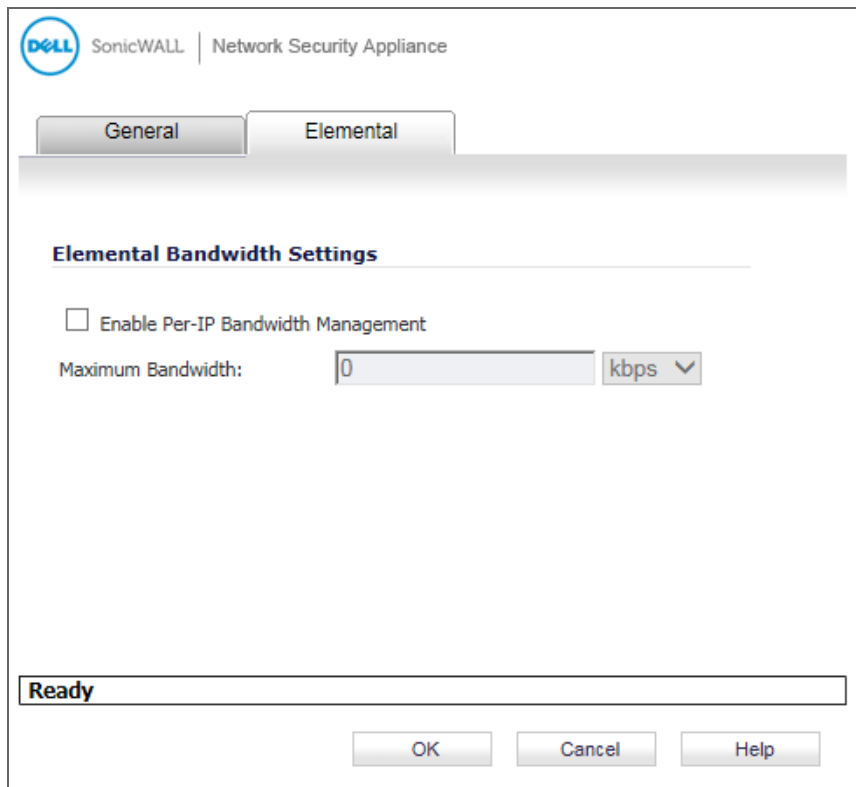 DELL SonicWALL Network Security Appliance
General Elemental
Elemental Bandwidth Settings
Enable Per-IP Bandwidth Management
Maximum Bandwidth: 0 kbps
Ready
OK Cancel Help